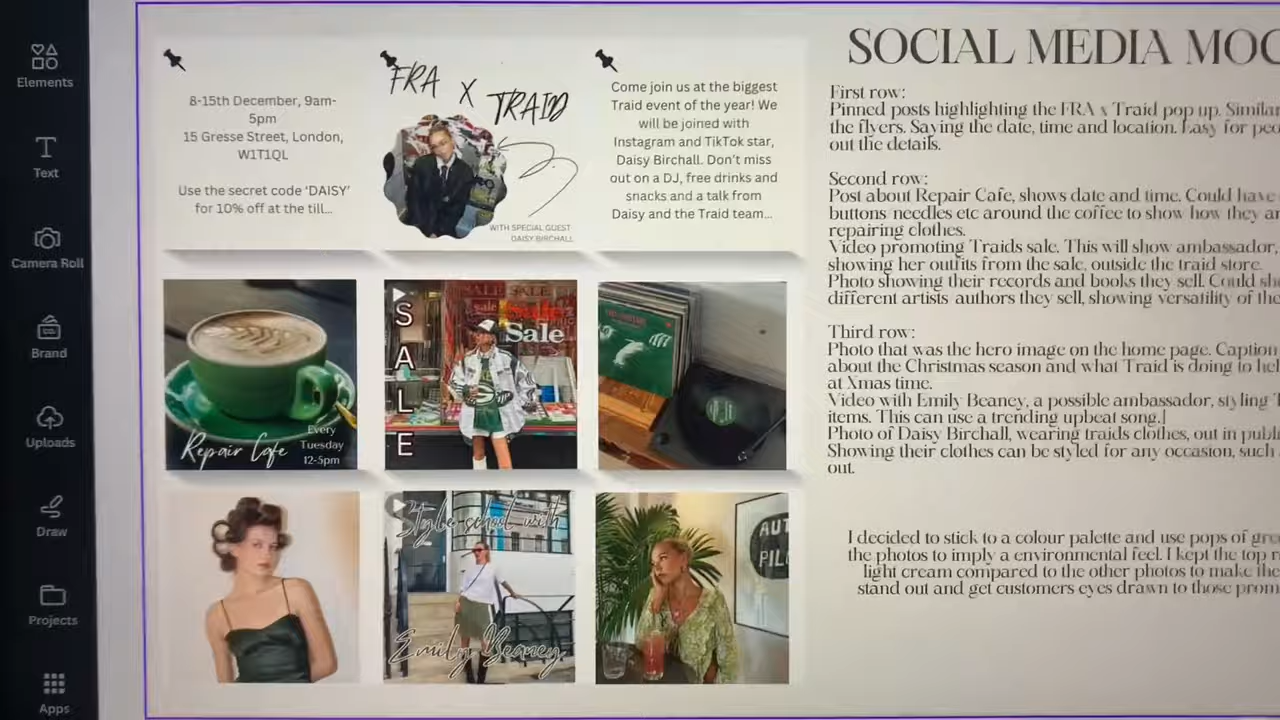 Elements
Text
Camera Roll
Brand
Uploads
Draw
Projects
Apps
8-15th December, 9am-
5pm
15 Gresse Street, London,
W1T1QL
Use the secret code ‘DAISY’
for 10% off at the till...
FRA
X
TRAID
WITH SPECIAL GUEST
DAISY BIRCHALL
Come join us at the biggest
Traid event of the year! We
will be joined with
Instagram and TikTok star,
Daisy Birchall. Don’t miss
out on a DJ, free drinks and
snacks and a talk from
Daisy and the Traid team...
Repair Cafe
Every
Tuesday
12-5pm
SALE
sale
Sale
SALE
Style school with
Emily Beaney
AUT
PIL
SOCIAL MEDIA MOC
First row:
Pinned posts highlighting the FRA x Traid pop up. Similar
the flyers. Saying the date, time and location. Easy for peo
out the details.
Second row:
Post about Repair Cafe, shows date and time. Could have
buttons needles etc around the coffee to show how they ar
repairing clothes.
Video promoting Traids sale. This will show ambassador,
showing her outfits from the sale, outside the traid store.
Photo showing their records and books they sell. Could sh
different artists authors they sell, showing versatility of the
Third row:
Photo that was the hero image on the home page. Caption
about the Christmas season and what Traid is doing to hel
at Xmas time.
Video with Emily Beaney, a possible ambassador, styling T
items. This can use a trending upbeat song.]
Photo of Daisy Birchall, wearing traids clothes, out in publ
Showing their clothes can be styled for any occasion, such
out.
I decided to stick to a colour palette and use pops of gre
the photos to imply a environmental feel. I kept the top r
light cream compared to the other photos to make the
stand out and get customers eyes drawn to those prom